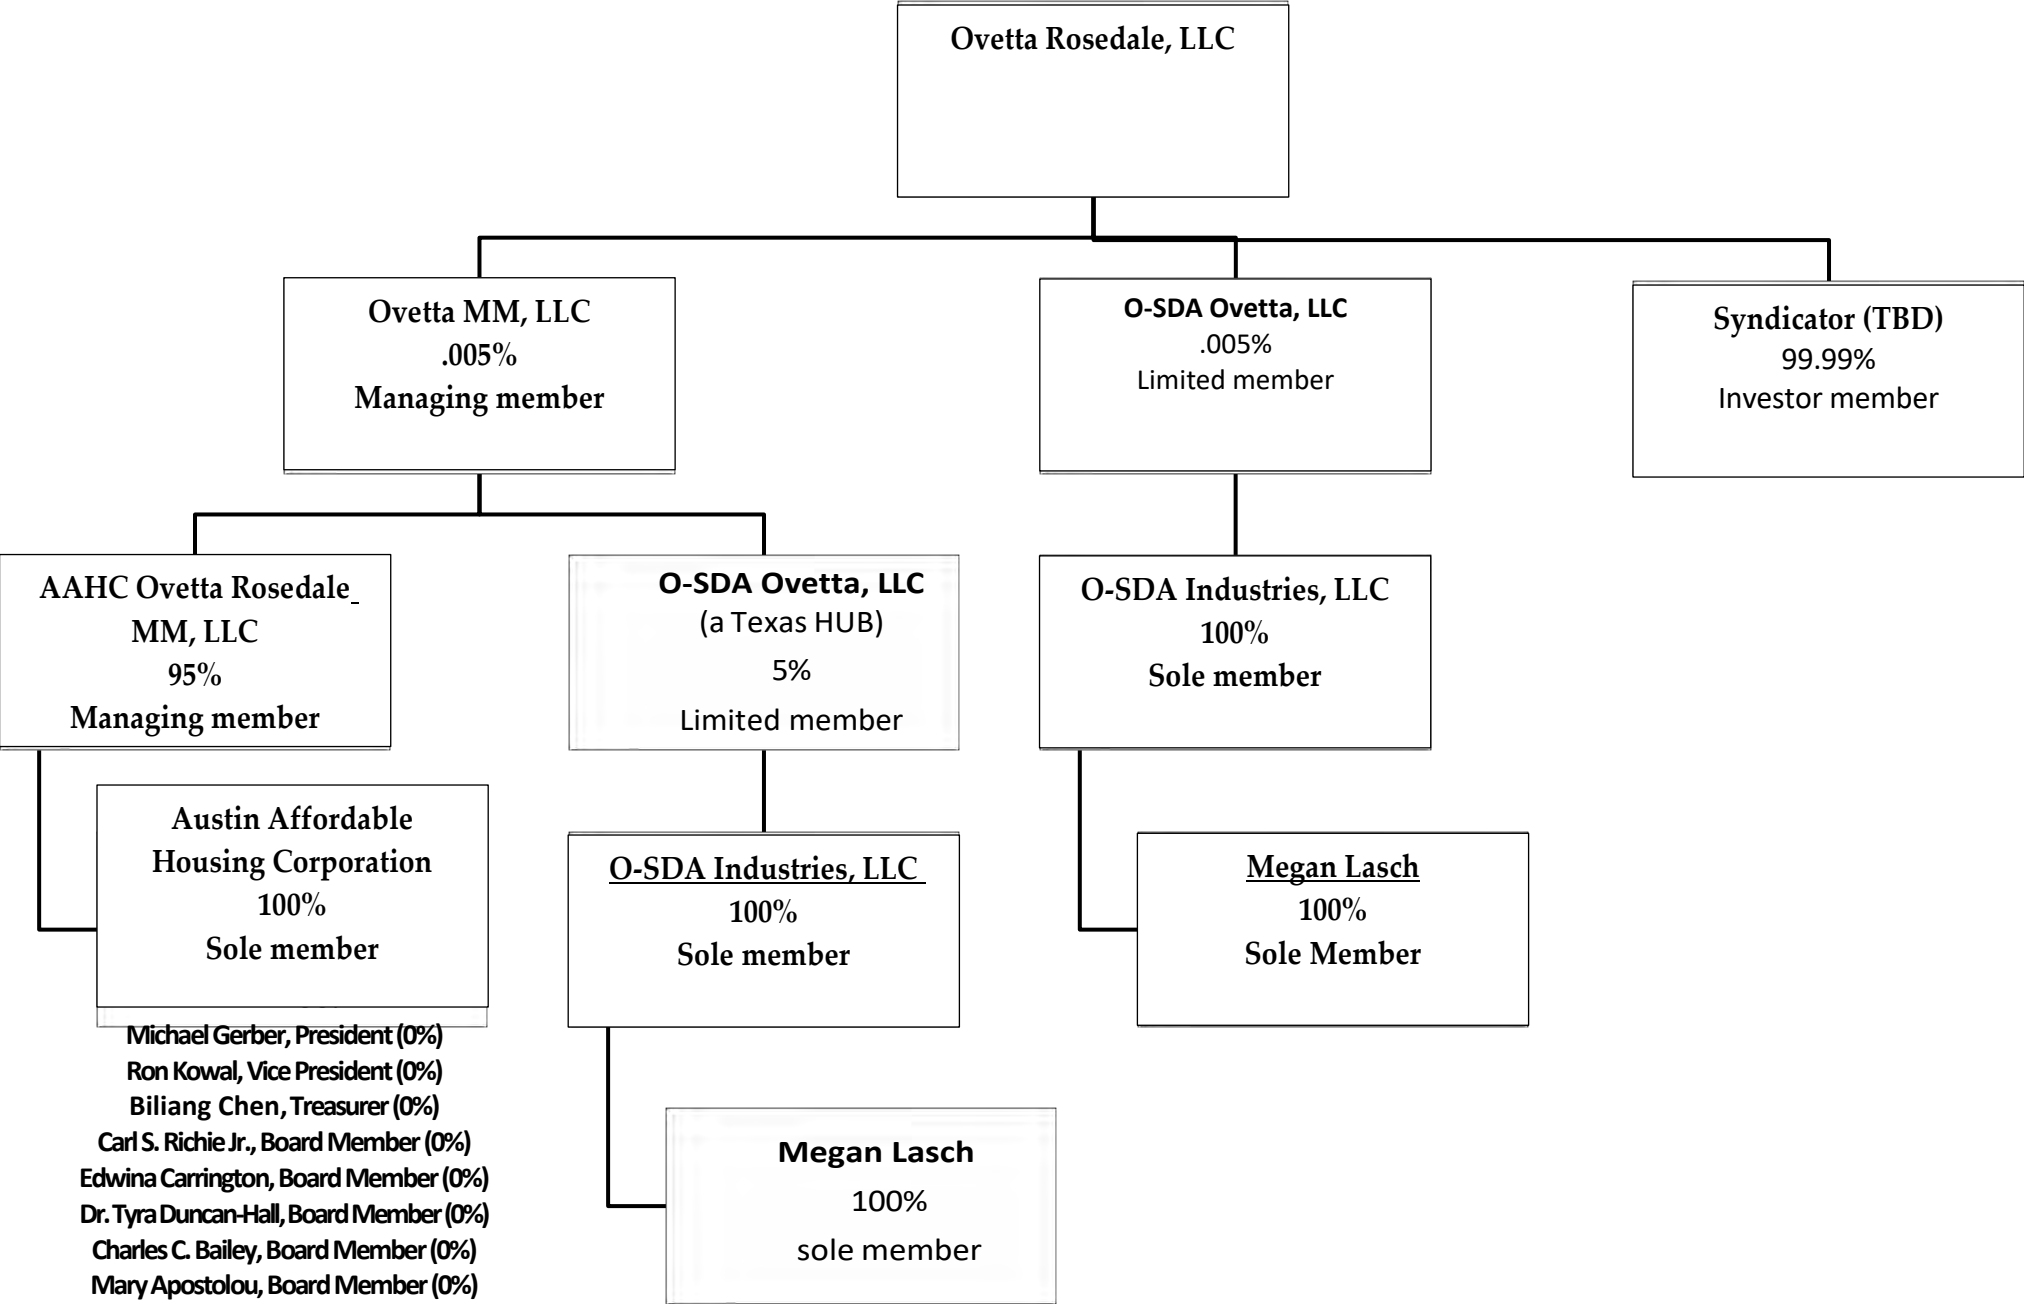 Ovetta Rosedale, LLC
Ovetta MM, LLC
.005%
Managing member
O-SDA Ovetta, LLC
.005%
Limited member
Syndicator (TBD)
99.99%
Investor member
AAHC Ovetta Rosedale
MM, LLC
95%
Managing member
O-SDA Ovetta, LLC
(a Texas HUB)
5%
Limited member
O-SDA Industries, LLC
100%
Sole member
Austin Affordable
Housing Corporation
100%
Sole member
O-SDA Industries, LLC
100%
Sole member
Megan Lasch
100%
Sole Member
Michael Gerber, President (0%)
Ron Kowal, Vice President (0%)
Biliang Chen, Treasurer (0%)
Carl S. Richie Jr., Board Member (0%)
Edwina Carrington, Board Member (0%)
Dr. Tyra Duncan-Hall, Board Member (0%)
Charles C. Bailey, Board Member (0%)
Mary Apostolou, Board Member (0%)
Megan Lasch
100%
sole member